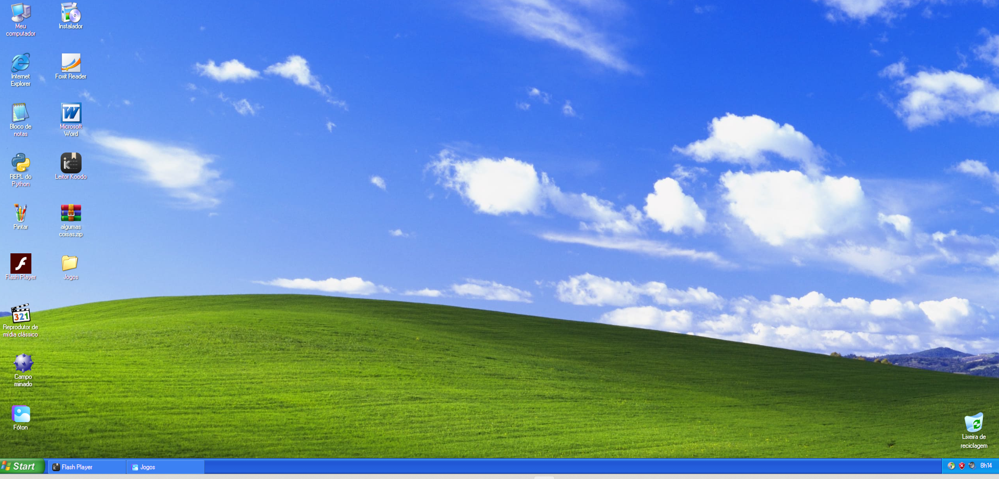 Meu
computador
Instalador
Internet
Explorer
Foxit Reader
Bloco de
notas
W
Microsoft
Word
REPL do
Python
Leitor Koodo
Pintar
algumas
coisas.zip
Flash Player
Jogos
321
Reprodutor de
mídia clássico
Campo
minado
Fóton
Lixeira de
reciclagem
Start
Flash Player
Jogos
8h14